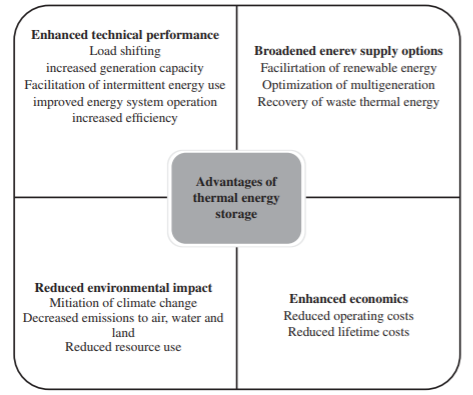 Enhanced technical performance
Load shifting
increased generation capacity
Facilitation of intermittent energy use
improved energy system operation
increased efficiency
Broadened enerev supply options
Facilirtation of renewable energy
Optimization of multigeneration
Recovery of waste thermal energy
Advantages of
thermal energy
storage
Reduced environmental impact
Mitiation of climate change
Decreased emissions to air, water and
land
Reduced resource use
Enhanced economics
Reduced operating costs
Reduced lifetime costs